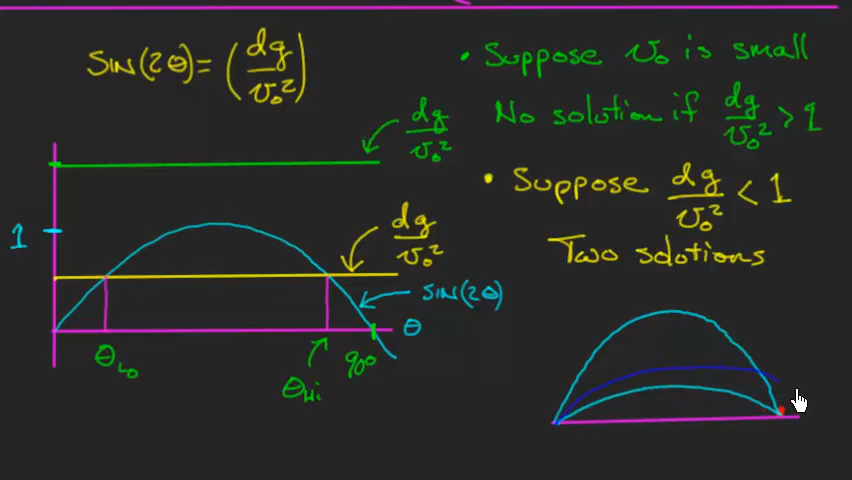 SIN(2θ) = (dg/v₀²)
• Suppose v₀ is small
No solution if dg/v₀² > 1
dg/v₀²
• Suppose dg/v₀² < 1
Two solutions
1
dg/v₀²
SIN(2θ)
θ
θLo
θHi
90°